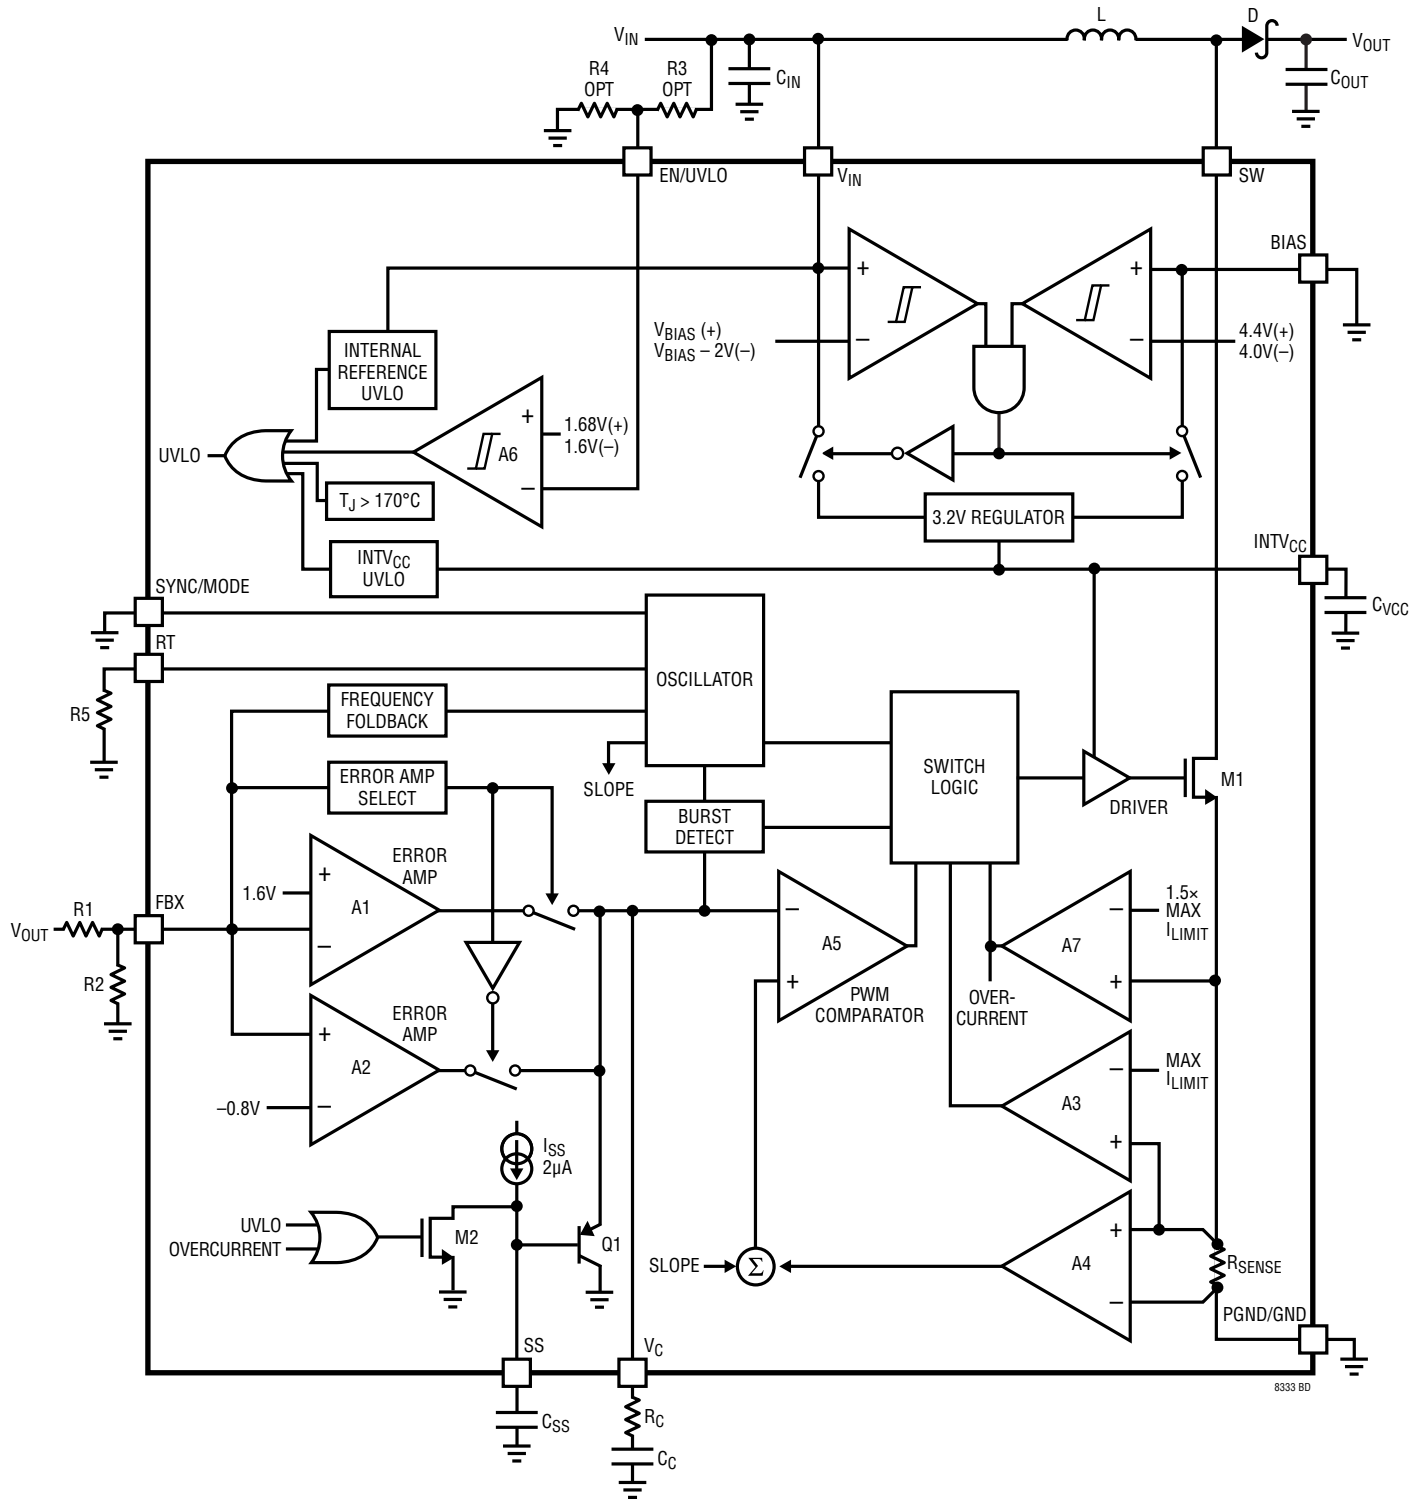 VIN
L
D
VOUT
R4
OPT
R3
OPT
CIN
COUT
EN/UVLO
VIN
SW
BIAS
+
+
VBIAS (+)
VBIAS – 2V(–)
–
–
4.4V(+)
4.0V(–)
INTERNAL
REFERENCE
UVLO
+
1.68V(+)
1.6V(–)
A6
–
UVLO
TJ > 170°C
3.2V REGULATOR
INTVCC
UVLO
INTVCC
CVCC
SYNC/MODE
RT
R5
OSCILLATOR
FREQUENCY
FOLDBACK
SLOPE
ERROR AMP
SELECT
BURST
DETECT
SWITCH
LOGIC
DRIVER
M1
ERROR
AMP
+
1.6V
A1
–
FBX
R1
VOUT
R2
–
A5
+
PWM
COMPARATOR
1.5×
MAX
ILIMIT
–
A7
+
OVER-
CURRENT
ERROR
AMP
+
A2
–0.8V
–
MAX
ILIMIT
–
A3
+
ISS
2µA
UVLO
OVERCURRENT
M2
Q1
SLOPE
Σ
+
A4
–
RSENSE
PGND/GND
SS
VC
8333 BD
CSS
RC
CC